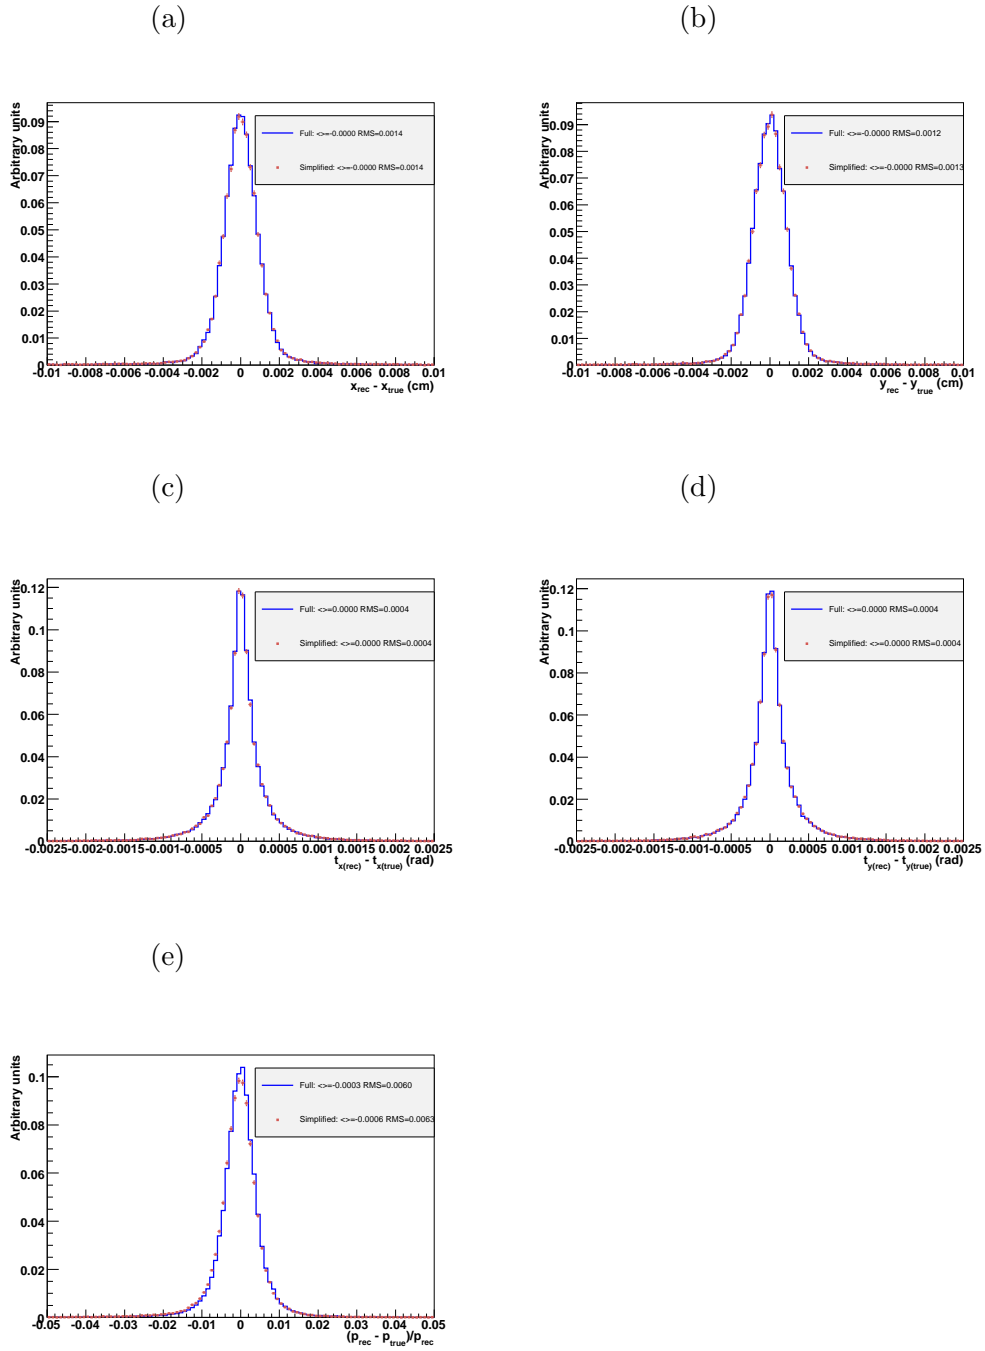 (a)
Arbitrary units
0.09
0.08
0.07
0.06
0.05
0.04
0.03
0.02
0.01
0
Full: <>=-0.0000 RMS=0.0014
Simplified: <>=-0.0000 RMS=0.0014
-0.01 -0.008 -0.006 -0.004 -0.002 0 0.002 0.004 0.006 0.008 0.01
x_rec - x_true (cm)
(b)
Arbitrary units
0.09
0.08
0.07
0.06
0.05
0.04
0.03
0.02
0.01
0
Full: <>=-0.0000 RMS=0.0012
Simplified: <>=-0.0000 RMS=0.0013
-0.01 -0.008 -0.006 -0.004 -0.002 0 0.002 0.004 0.006 0.008 0.01
y_rec - y_true (cm)
(c)
Arbitrary units
0.12
0.1
0.08
0.06
0.04
0.02
0
Full: <>=0.0000 RMS=0.0004
Simplified: <>=0.0000 RMS=0.0004
-0.0025 -0.002 -0.0015 -0.001 -0.0005 0 0.0005 0.001 0.0015 0.002 0.0025
t_x(rec) - t_x(true) (rad)
(d)
Arbitrary units
0.12
0.1
0.08
0.06
0.04
0.02
0
Full: <>=0.0000 RMS=0.0004
Simplified: <>=0.0000 RMS=0.0004
-0.0025 -0.002 -0.0015 -0.001 -0.0005 0 0.0005 0.001 0.0015 0.002 0.0025
t_y(rec) - t_y(true) (rad)
(e)
Arbitrary units
0.1
0.08
0.06
0.04
0.02
0
Full: <>=-0.0003 RMS=0.0060
Simplified: <>=-0.0006 RMS=0.0063
-0.05 -0.04 -0.03 -0.02 -0.01 0 0.01 0.02 0.03 0.04 0.05
(p_rec - p_true)/p_rec